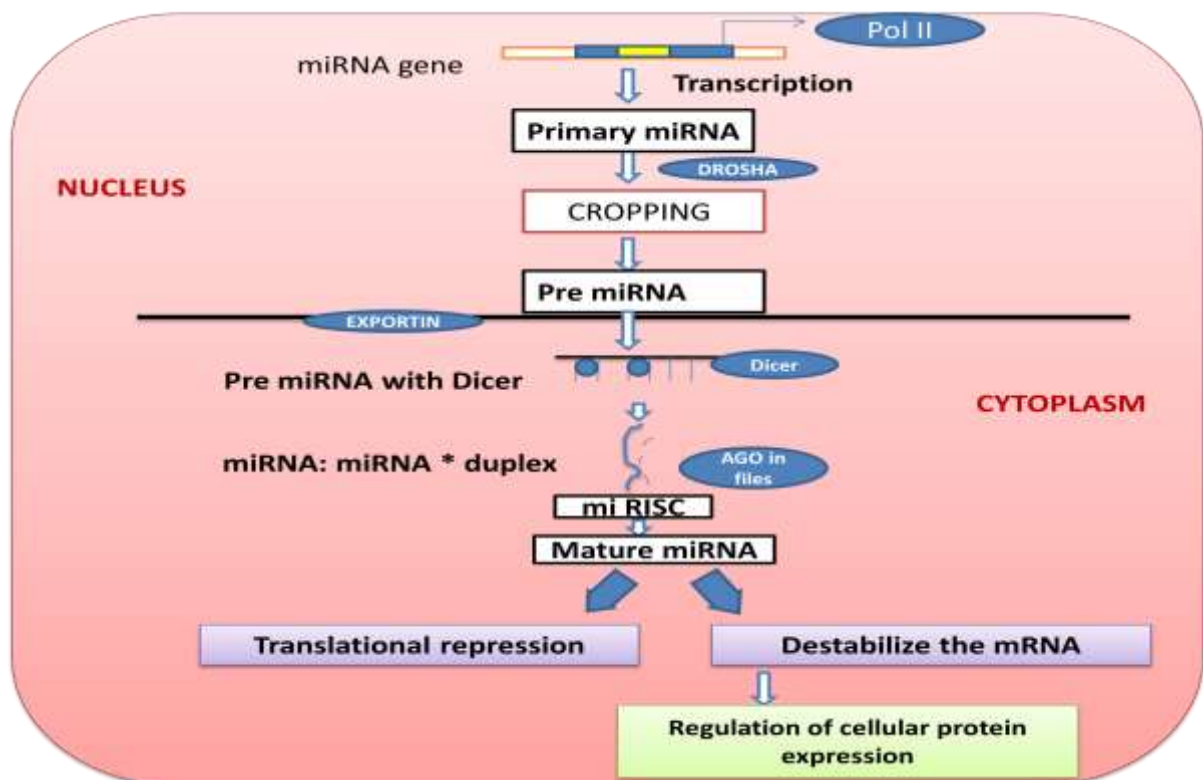 Pol II
miRNA gene
Transcription
Primary miRNA
DROSHA
NUCLEUS
CROPPING
Pre miRNA
EXPORTIN
Dicer
Pre miRNA with Dicer
CYTOPLASM
miRNA: miRNA * duplex
AGO in
files
mi RISC
Mature miRNA
Translational repression
Destabilize the mRNA
Regulation of cellular protein
expression